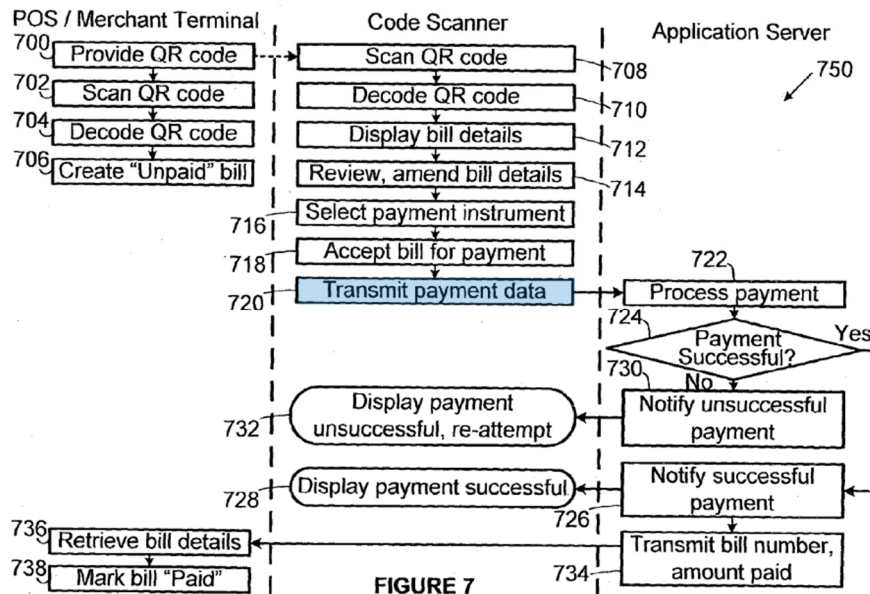 POS / Merchant Terminal
Code Scanner
Application Server
700
Provide QR code
Scan QR code
708
750
702
Scan QR code
Decode QR code
710
704
Decode QR code
Display bill details
712
706
Create “Unpaid” bill
Review, amend bill details
714
716
Select payment instrument
718
Accept bill for payment
722
720
Transmit payment data
Process payment
724
Payment
Successful?
Yes
No
730
732
Display payment
unsuccessful, re-attempt
Notify unsuccessful
payment
728
Display payment successful
Notify successful
payment
726
736
Retrieve bill details
Transmit bill number,
amount paid
734
738
Mark bill “Paid”
FIGURE 7